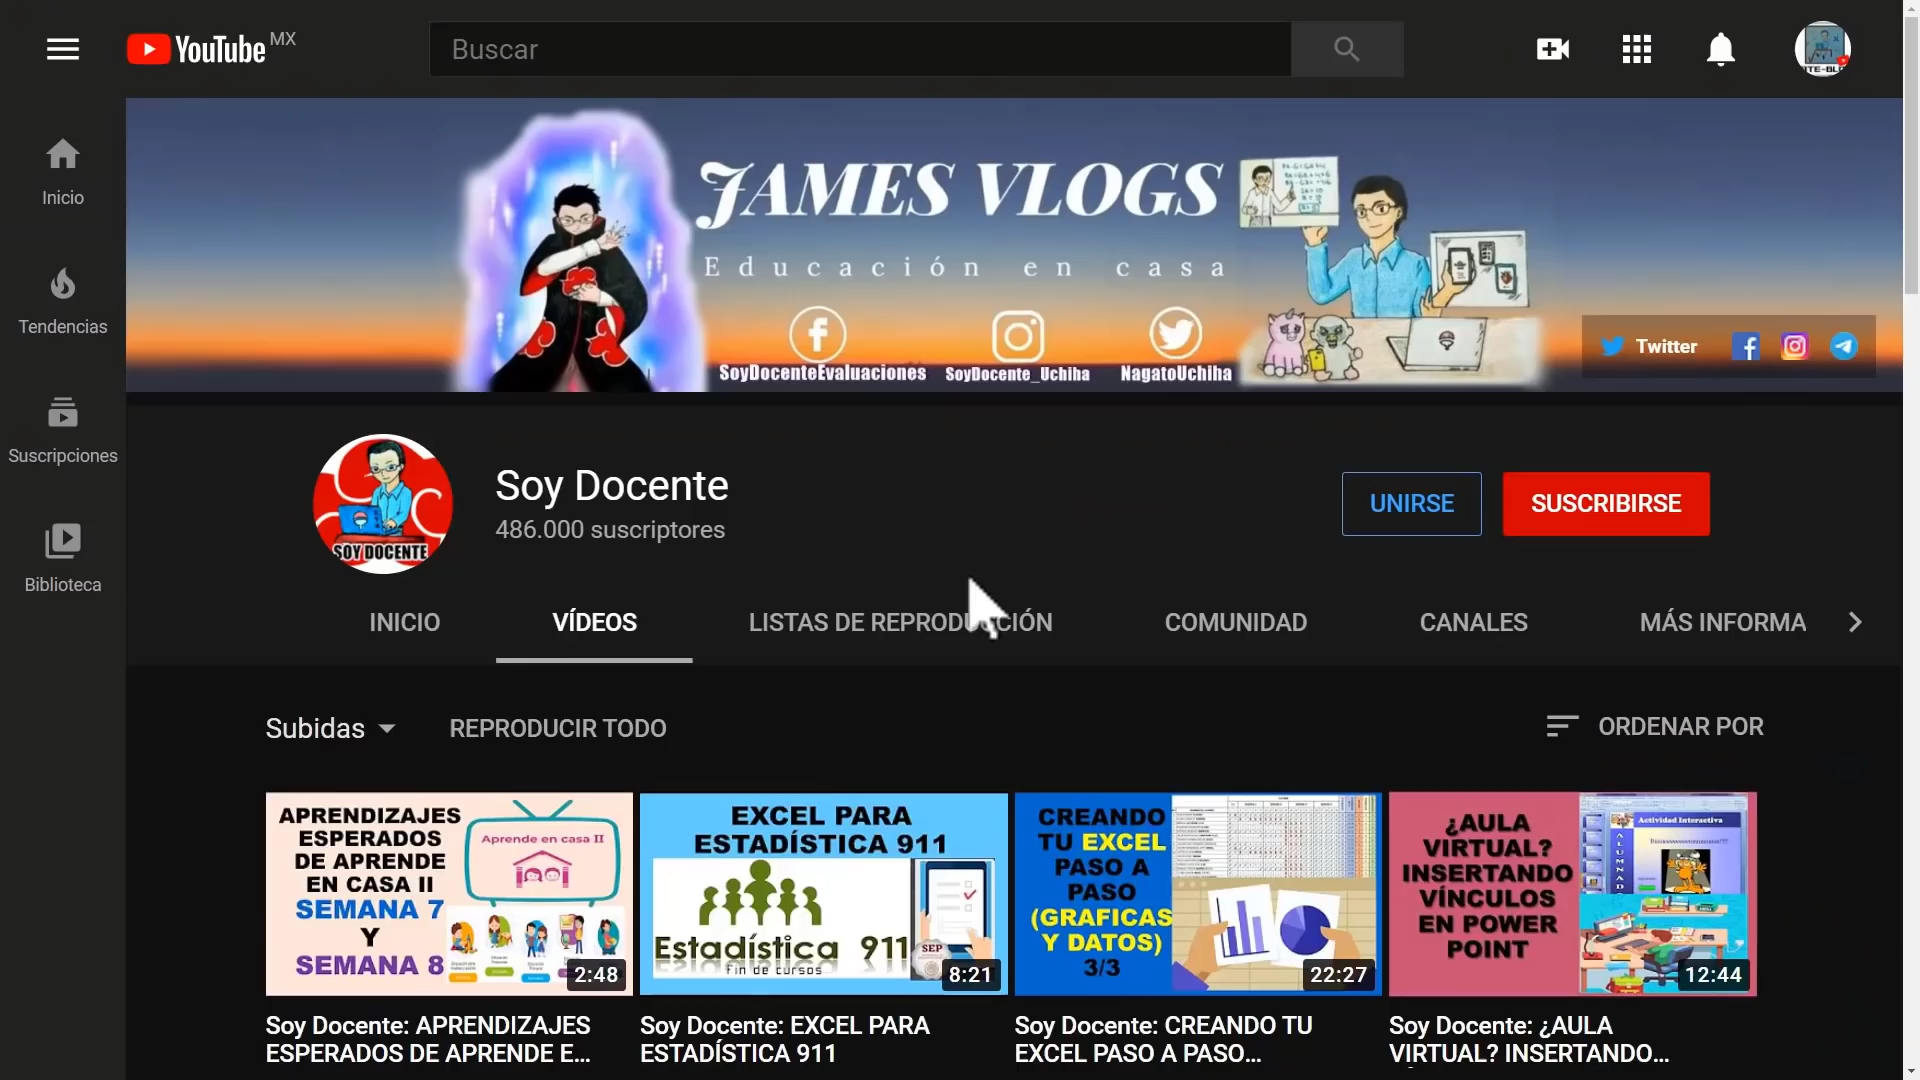 YouTube MX
Buscar
Inicio
Tendencias
Suscripciones
Biblioteca
JAMES VLOGS
Educación en casa
SoyDocenteEvaluaciones
SoyDocente_Uchiha
NagatoUchiha
Twitter
SOY DOCENTE
Soy Docente
486.000 suscriptores
UNIRSE
SUSCRIBIRSE
INICIO
VÍDEOS
LISTAS DE REPRODUCCIÓN
COMUNIDAD
CANALES
MÁS INFORMA
Subidas
REPRODUCIR TODO
ORDENAR POR
APRENDIZAJES
ESPERADOS
DE APRENDE
EN CASA II
SEMANA 7
Y
SEMANA 8
Aprende en casa II
2:48
EXCEL PARA
ESTADÍSTICA 911
Estadística 911
Fin de cursos
SEP
8:21
CREANDO
TU EXCEL
PASO A
PASO
(GRAFICAS
Y DATOS)
3/3
22:27
¿AULA
VIRTUAL?
INSERTANDO
VÍNCULOS
EN POWER
POINT
Actividad Interactiva
ALUMNAD
12:44
Soy Docente: APRENDIZAJES
ESPERADOS DE APRENDE E...
Soy Docente: EXCEL PARA
ESTADÍSTICA 911
Soy Docente: CREANDO TU
EXCEL PASO A PASO...
Soy Docente: ¿AULA
VIRTUAL? INSERTANDO...